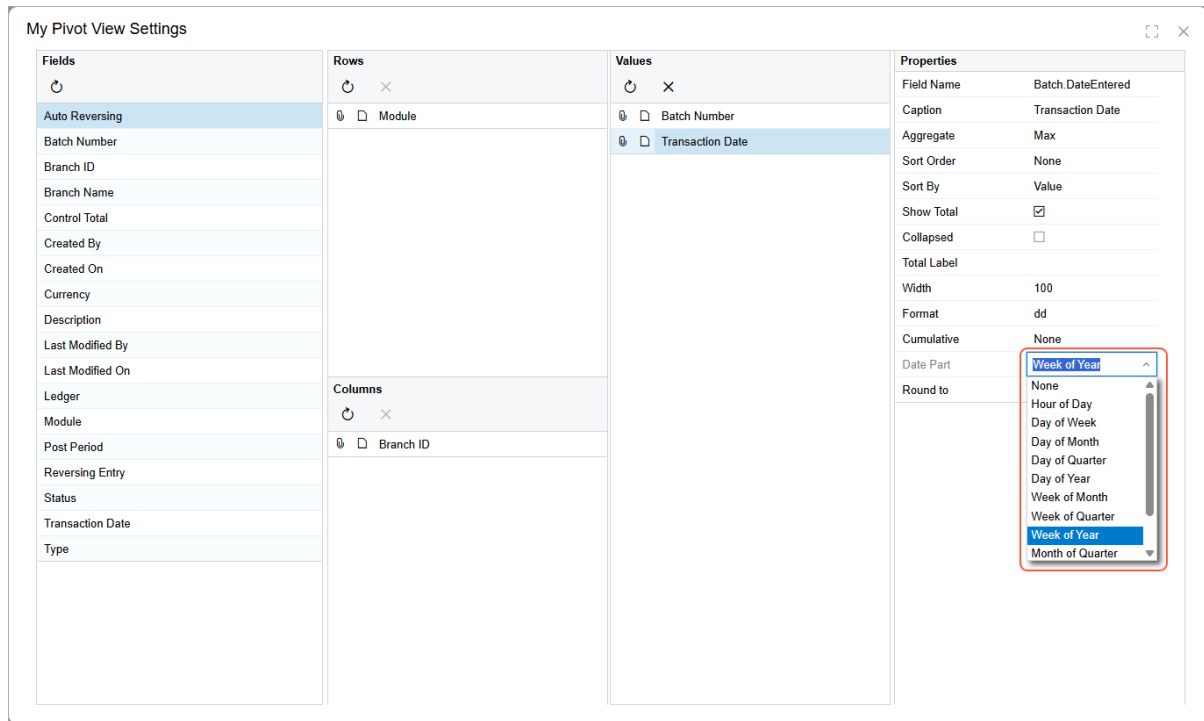 My Pivot View Settings
Fields
Auto Reversing
Batch Number
Branch ID
Branch Name
Control Total
Created By
Created On
Currency
Description
Last Modified By
Last Modified On
Ledger
Module
Post Period
Reversing Entry
Status
Transaction Date
Type
Rows
Module
Columns
Branch ID
Values
Batch Number
Transaction Date
Properties
Field Name Batch.DateEntered
Caption Transaction Date
Aggregate Max
Sort Order None
Sort By Value
Show Total
Collapsed
Total Label
Width 100
Format dd
Cumulative None
Date Part Week of Year
Round to
None
Hour of Day
Day of Week
Day of Month
Day of Quarter
Day of Year
Week of Month
Week of Quarter
Week of Year
Month of Quarter